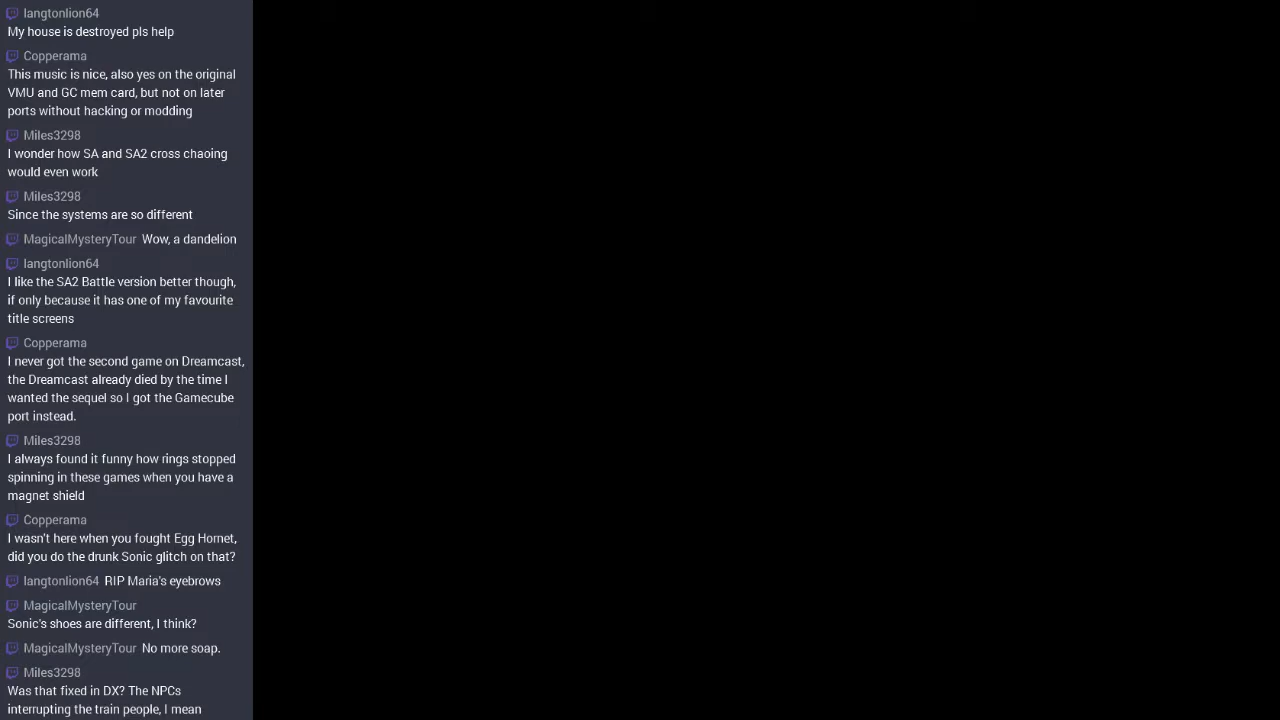 langtonlion64
My house is destroyed pls help
Copperama
This music is nice, also yes on the original
VMU and GC mem card, but not on later
ports without hacking or modding
Miles3298
I wonder how SA and SA2 cross chaoing
would even work
Miles3298
Since the systems are so different
MagicalMysteryTour Wow, a dandelion
langtonlion64
I like the SA2 Battle version better though,
if only because it has one of my favourite
title screens
Copperama
I never got the second game on Dreamcast,
the Dreamcast already died by the time I
wanted the sequel so I got the Gamecube
port instead.
Miles3298
I always found it funny how rings stopped
spinning in these games when you have a
magnet shield
Copperama
I wasn't here when you fought Egg Hornet,
did you do the drunk Sonic glitch on that?
langtonlion64 RIP Maria's eyebrows
MagicalMysteryTour
Sonic's shoes are different, I think?
MagicalMysteryTour No more soap.
Miles3298
Was that fixed in DX? The NPCs
interrupting the train people, I mean